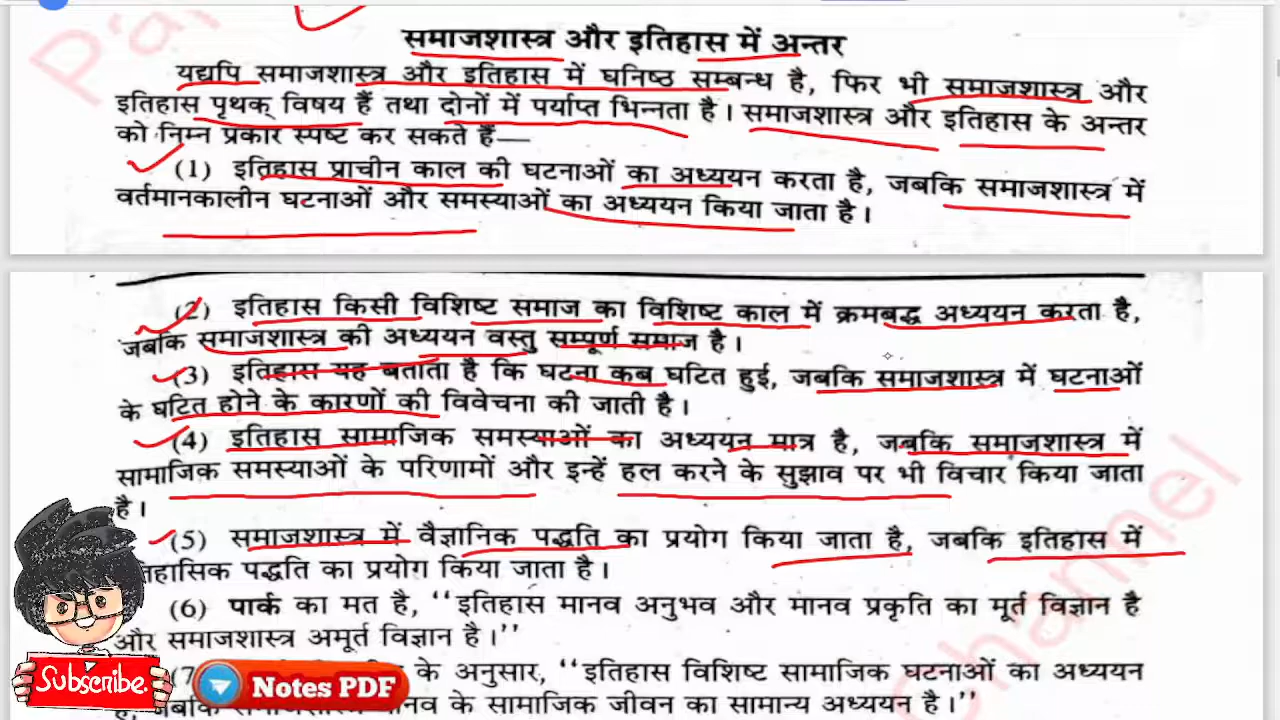 समाजशास्त्र और इतिहास में अन्तर
यद्यपि समाजशास्त्र और इतिहास में घनिष्ठ सम्बन्ध है, फिर भी समाजशास्त्र और
इतिहास पृथक् विषय हैं तथा दोनों में पर्याप्त भिन्नता है। समाजशास्त्र और इतिहास के अन्तर
को निम्न प्रकार स्पष्ट कर सकते हैं—
(1) इतिहास प्राचीन काल की घटनाओं का अध्ययन करता है, जबकि समाजशास्त्र में
वर्तमानकालीन घटनाओं और समस्याओं का अध्ययन किया जाता है।
(2) इतिहास किसी विशिष्ट समाज का विशिष्ट काल में क्रमबद्ध अध्ययन करता है,
जबकि समाजशास्त्र की अध्ययन वस्तु सम्पूर्ण समाज है।
(3) इतिहास यह बताता है कि घटना कब घटित हुई, जबकि समाजशास्त्र में घटनाओं
के घटित होने के कारणों की विवेचना की जाती है।
(4) इतिहास सामाजिक समस्याओं का अध्ययन मात्र है, जबकि समाजशास्त्र में
सामाजिक समस्याओं के परिणामों और इन्हें हल करने के सुझाव पर भी विचार किया जाता
है।
(5) समाजशास्त्र में वैज्ञानिक पद्धति का प्रयोग किया जाता है, जबकि इतिहास में
पद्धति का प्रयोग किया जाता है।
(6) पार्क का मत है, ‘‘इतिहास मानव अनुभव और मानव प्रकृति का मूर्त विज्ञान है
और समाजशास्त्र अमूर्त विज्ञान है।’’
के अनुसार, ‘‘इतिहास विशिष्ट सामाजिक घटनाओं का अध्ययन
के सामाजिक जीवन का सामान्य अध्ययन है।’’
Subscribe.
Notes PDF
Channel